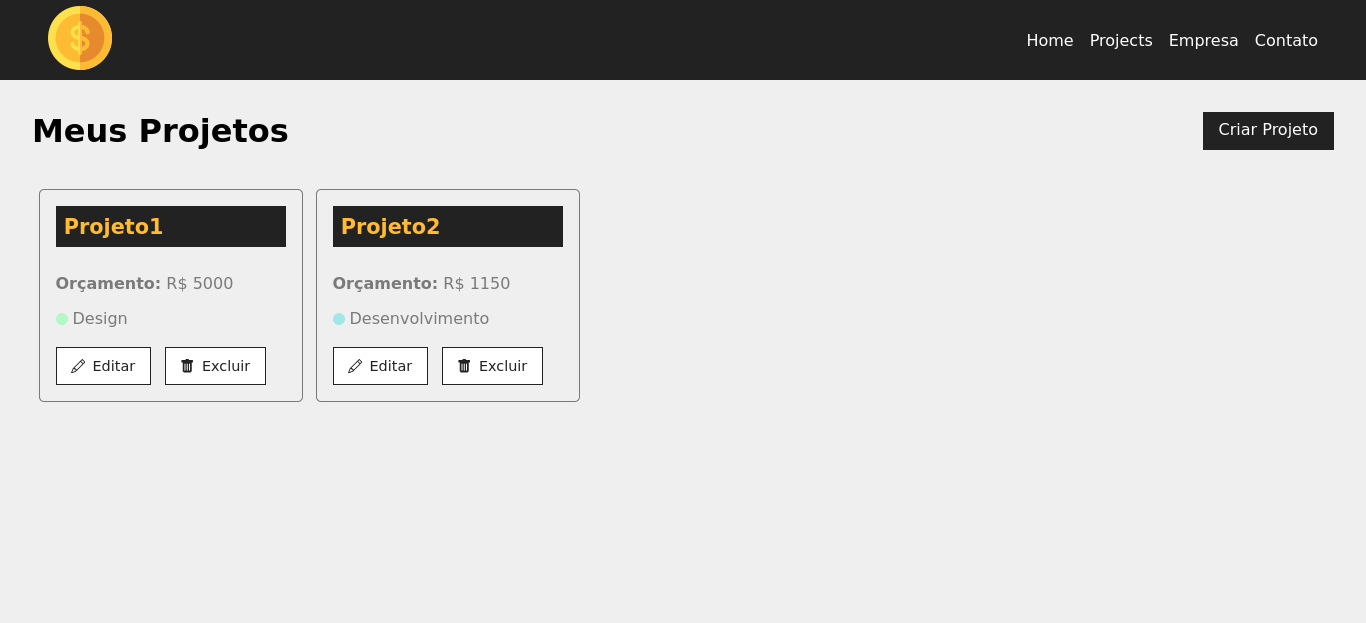 $
Home Projects Empresa Contato
Meus Projetos
Criar Projeto
Projeto1
Orçamento: R$ 5000
Design
Editar Excluir
Projeto2
Orçamento: R$ 1150
Desenvolvimento
Editar Excluir